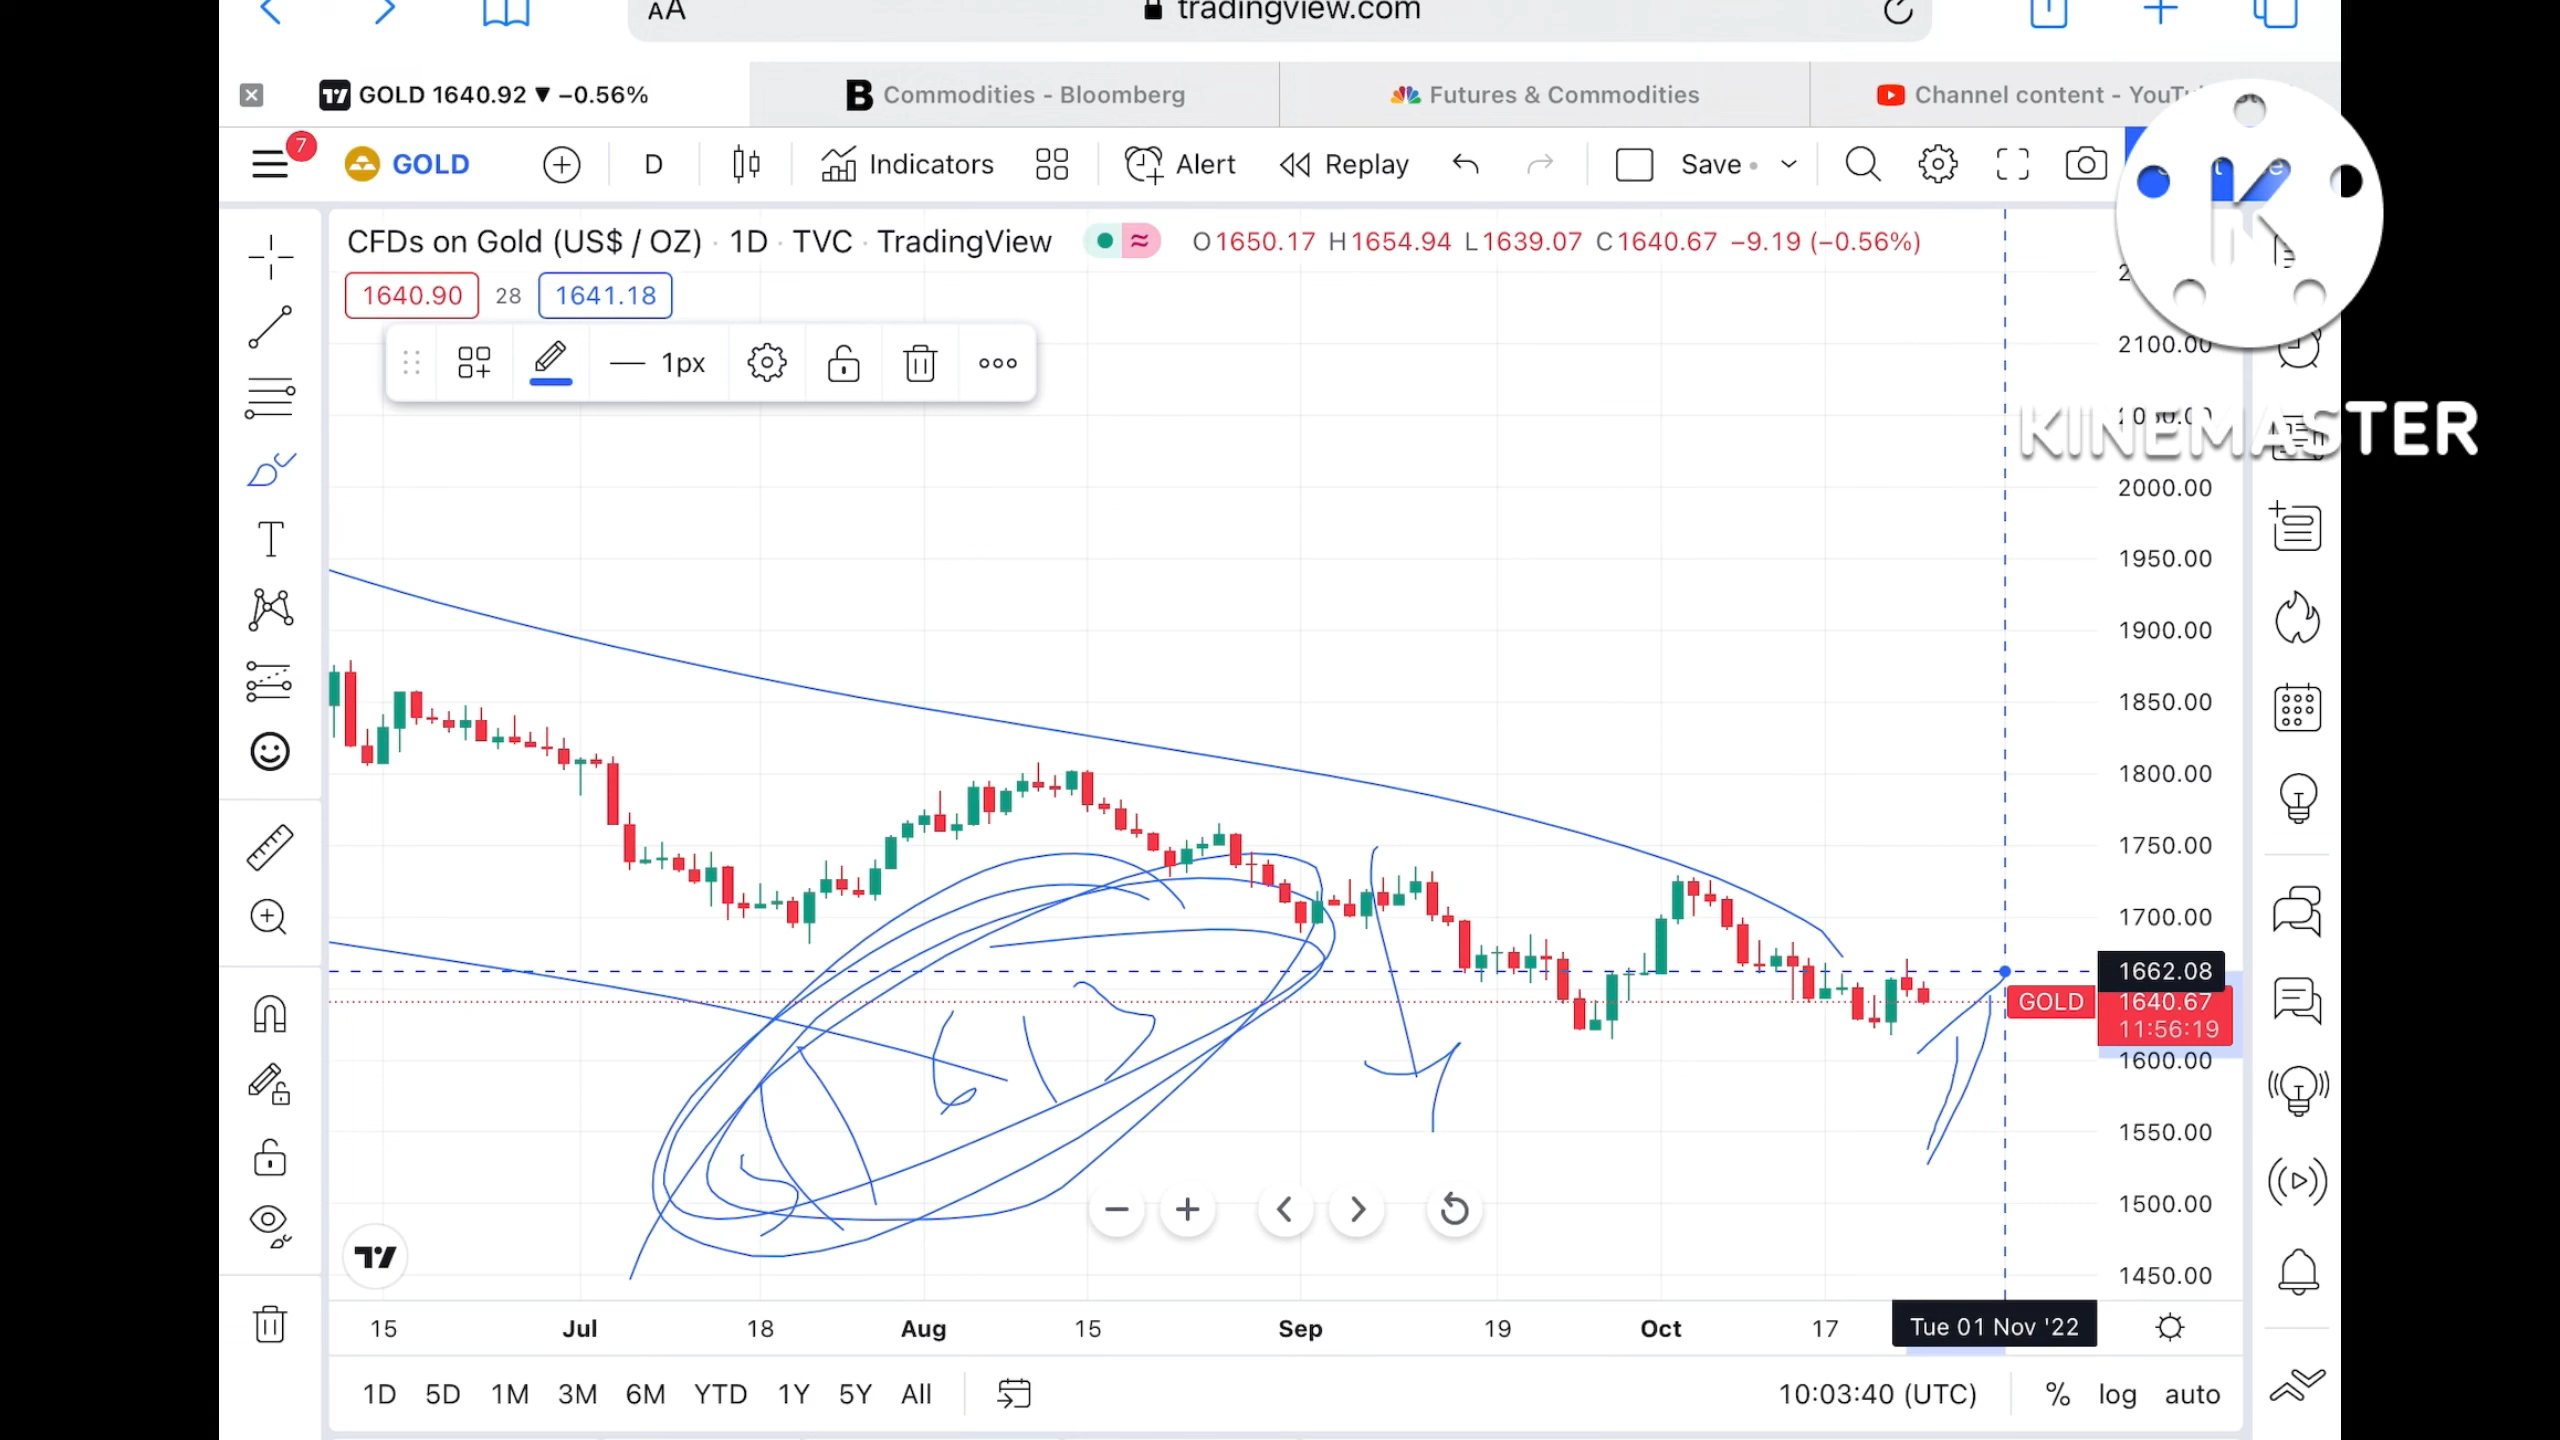 AA tradingview.com
GOLD 1640.92 ▼ −0.56% Commodities - Bloomberg Futures & Commodities Channel content - YouTu
7 GOLD D Indicators Alert Replay Save
CFDs on Gold (US$ / OZ) · 1D · TVC · TradingView O1650.17 H1654.94 L1639.07 C1640.67 −9.19 (−0.56%)
1640.90 28 1641.18
1px
2100.00
KINEMASTER
2000.00
1950.00
1900.00
1850.00
1800.00
1750.00
1700.00
1662.08
GOLD 1640.67
11:56:19
1600.00
1550.00
1500.00
1450.00
15 Jul 18 Aug 15 Sep 19 Oct 17 Tue 01 Nov '22
1D 5D 1M 3M 6M YTD 1Y 5Y All 10:03:40 (UTC) % log auto